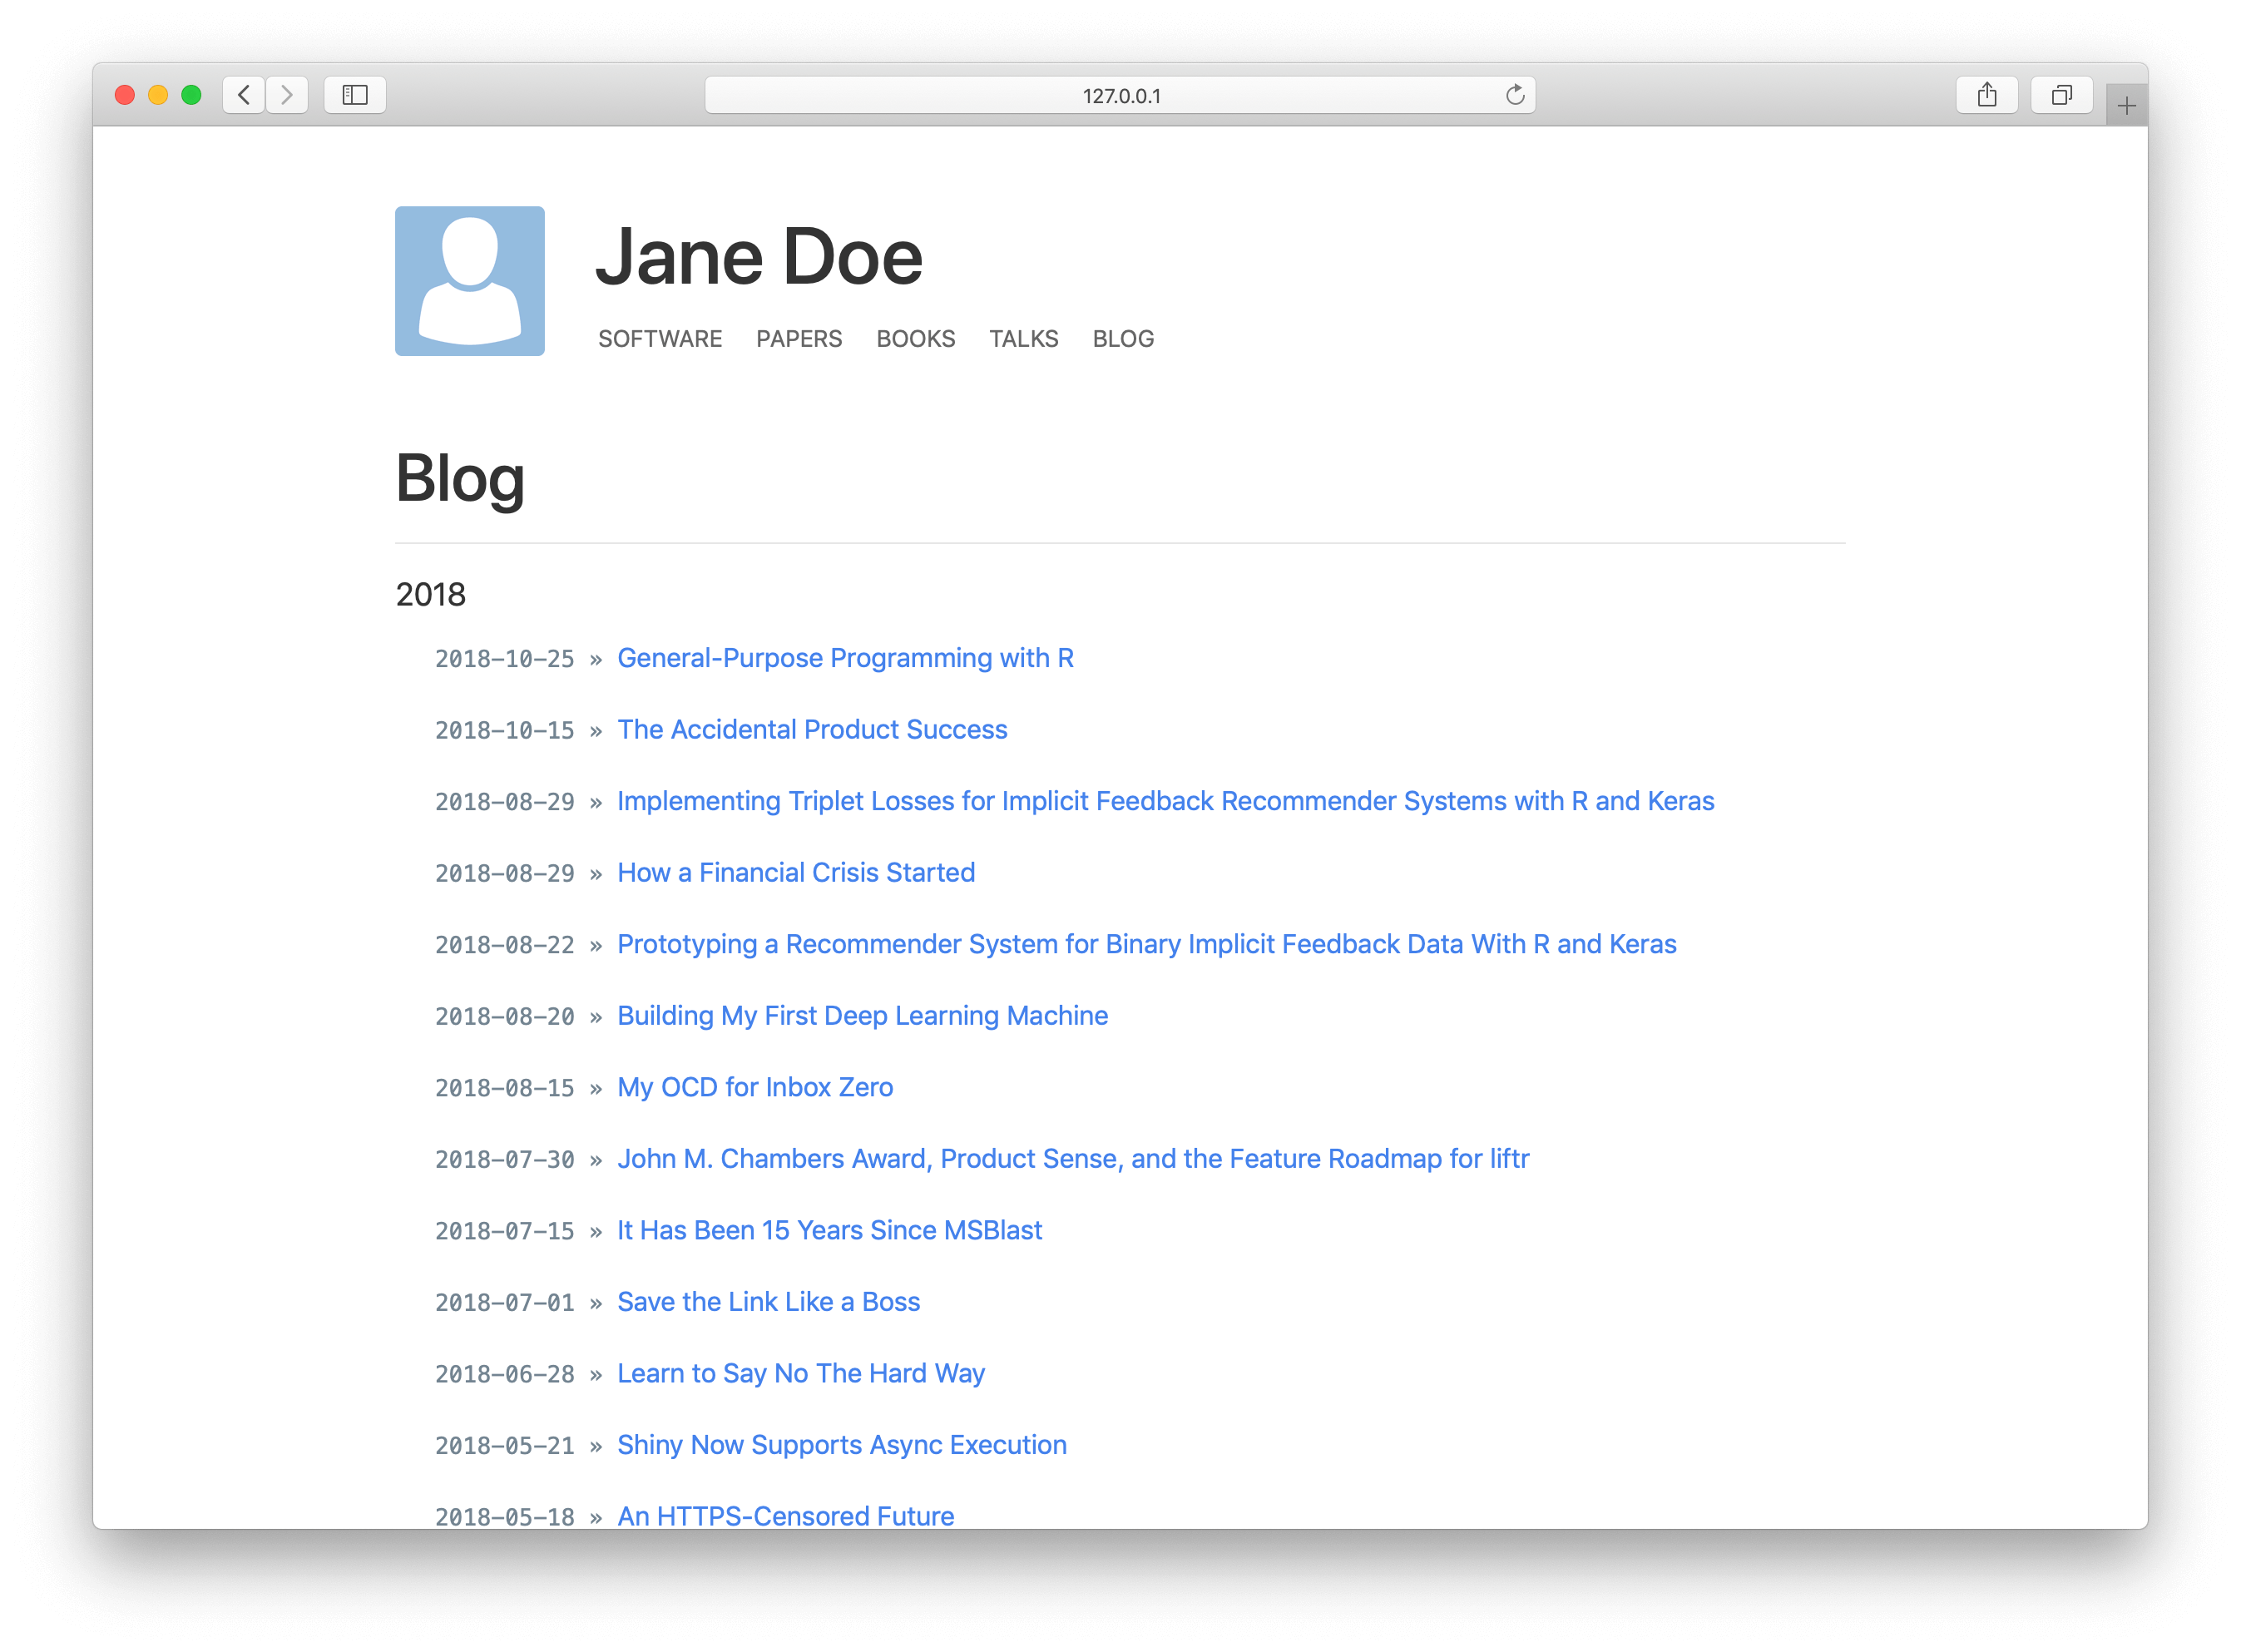 127.0.0.1
Jane Doe
SOFTWARE PAPERS BOOKS TALKS BLOG
Blog
2018
2018-10-25 » General-Purpose Programming with R
2018-10-15 » The Accidental Product Success
2018-08-29 » Implementing Triplet Losses for Implicit Feedback Recommender Systems with R and Keras
2018-08-29 » How a Financial Crisis Started
2018-08-22 » Prototyping a Recommender System for Binary Implicit Feedback Data With R and Keras
2018-08-20 » Building My First Deep Learning Machine
2018-08-15 » My OCD for Inbox Zero
2018-07-30 » John M. Chambers Award, Product Sense, and the Feature Roadmap for liftr
2018-07-15 » It Has Been 15 Years Since MSBlast
2018-07-01 » Save the Link Like a Boss
2018-06-28 » Learn to Say No The Hard Way
2018-05-21 » Shiny Now Supports Async Execution
2018-05-18 » An HTTPS-Censored Future